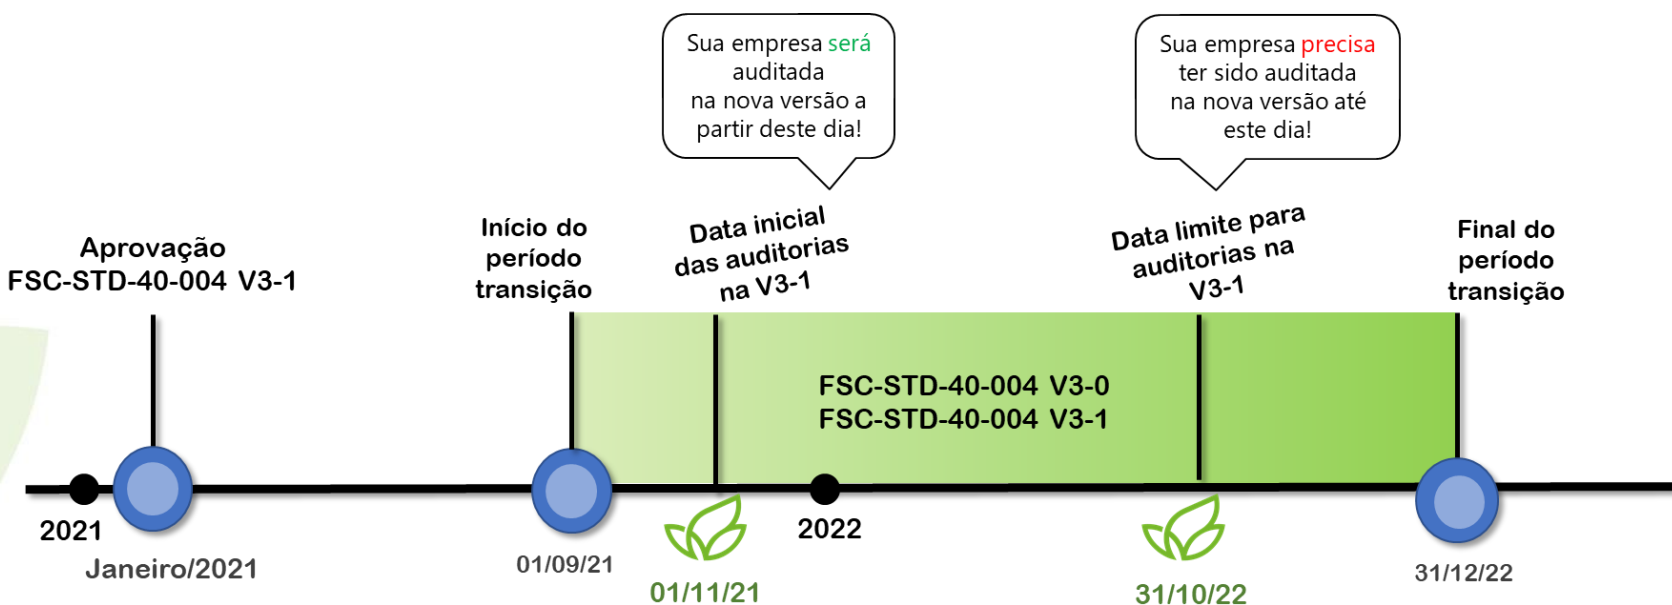 Sua empresa será
auditada
na nova versão a
partir deste dia!
Sua empresa precisa
ter sido auditada
na nova versão até
este dia!
Aprovação
FSC-STD-40-004 V3-1
Início do
período
transição
Data inicial
das auditorias
na V3-1
Data limite para
auditorias na
V3-1
Final do
período
transição
FSC-STD-40-004 V3-0
FSC-STD-40-004 V3-1
2021
Janeiro/2021
01/09/21
01/11/21
2022
31/10/22
31/12/22